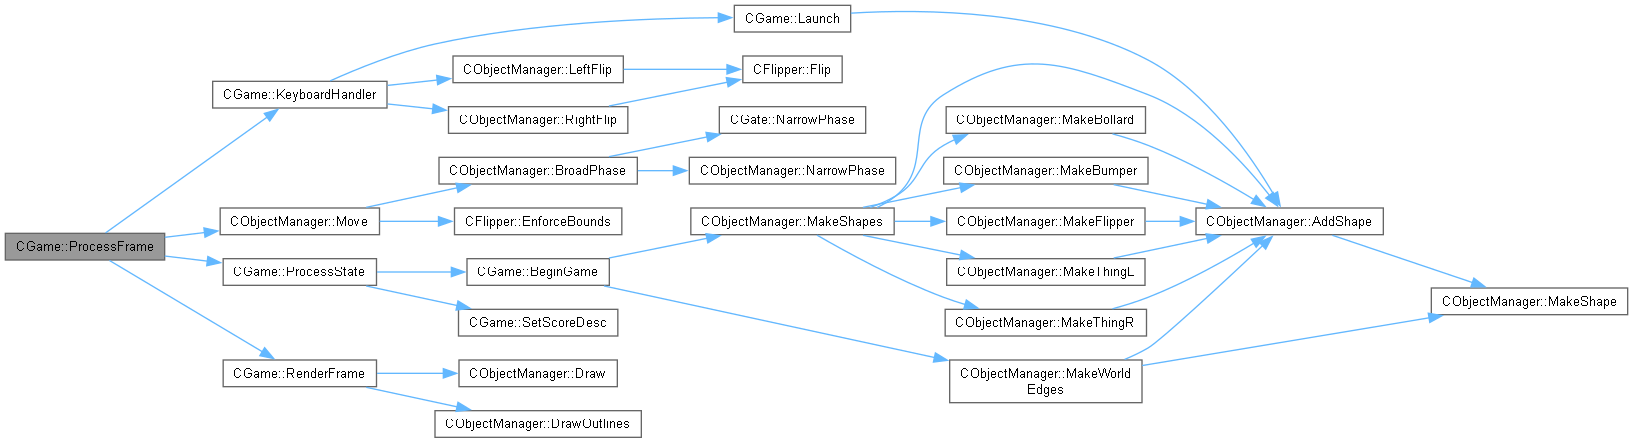 CGame::ProcessFrame
CGame::KeyboardHandler
CObjectManager::Move
CGame::ProcessState
CGame::RenderFrame
CObjectManager::LeftFlip
CObjectManager::RightFlip
CObjectManager::BroadPhase
CFlipper::EnforceBounds
CGame::BeginGame
CGame::SetScoreDesc
CObjectManager::Draw
CObjectManager::DrawOutlines
CGame::Launch
CFlipper::Flip
CGate::NarrowPhase
CObjectManager::NarrowPhase
CObjectManager::MakeShapes
CObjectManager::MakeBollard
CObjectManager::MakeBumper
CObjectManager::MakeFlipper
CObjectManager::MakeThingL
CObjectManager::MakeThingR
CObjectManager::MakeWorld
Edges
CObjectManager::AddShape
CObjectManager::MakeShape